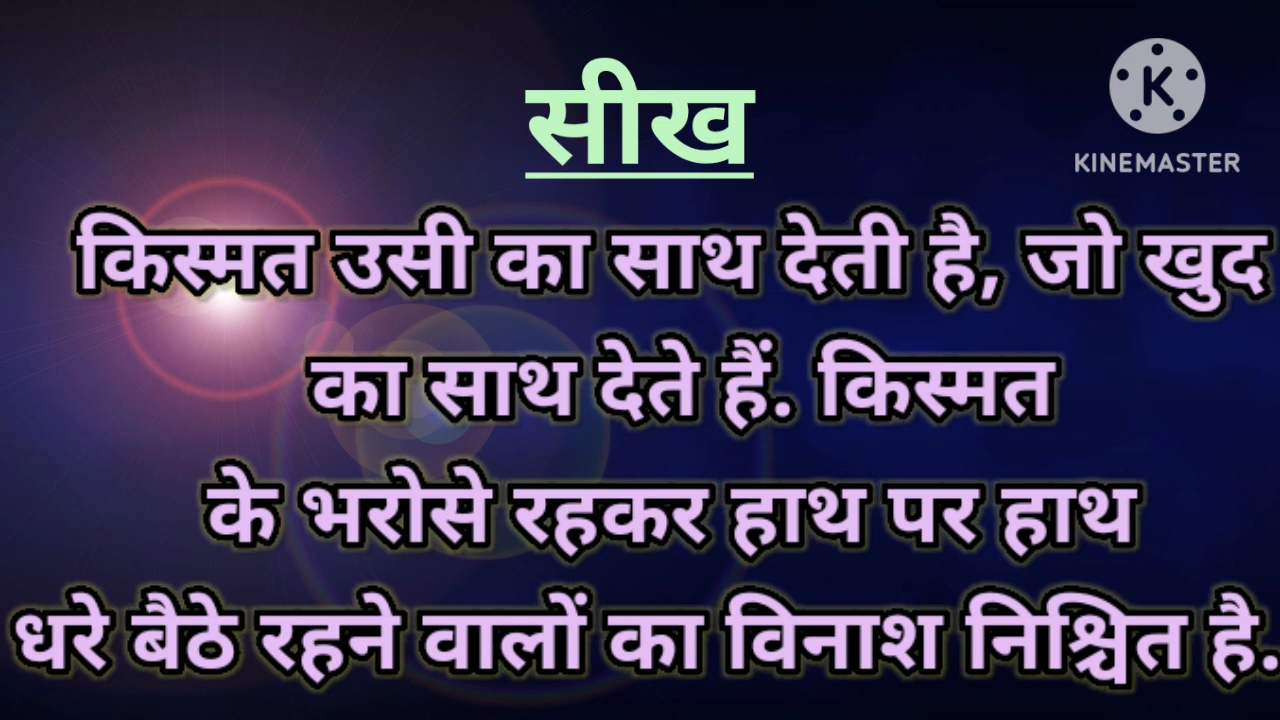 सीख
KINEMASTER
किस्मत उसी का साथ देती है, जो खुद
का साथ देते हैं. किस्मत
के भरोसे रहकर हाथ पर हाथ
धरे बैठे रहने वालों का विनाश निश्चित है.